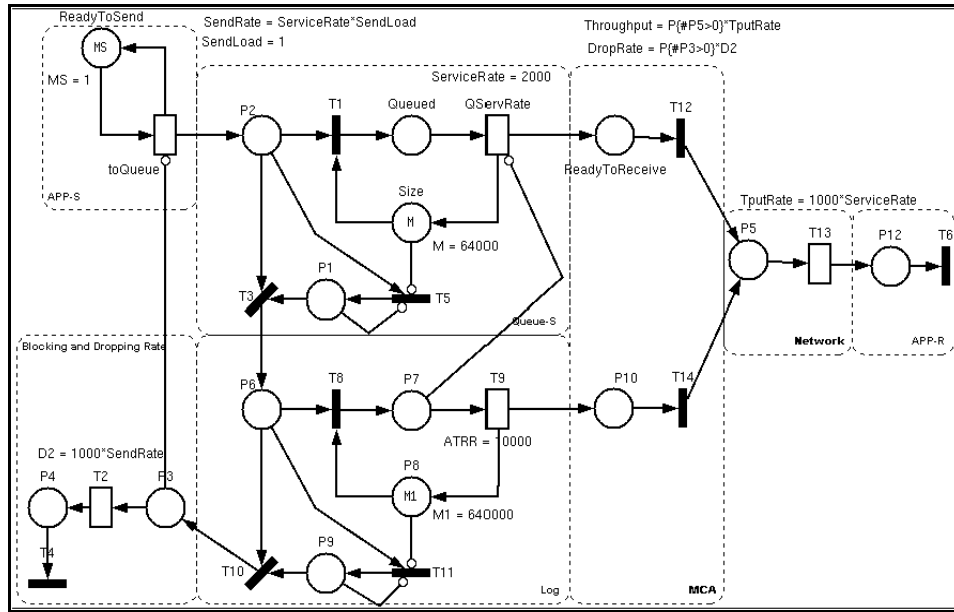 ReadyToSend
SendRate = ServiceRate*SendLoad
Throughput = P{#P5>0}*TputRate
SendLoad = 1
DropRate = P{#P3>0}*D2
MS
MS = 1
ServiceRate = 2000
P2
T1
Queued
QServRate
T12
toQueue
ReadyToReceive
APP-S
Size
M
M = 64000
TputRate = 1000*ServiceRate
P5
T13
P12
T6
P1
T3
T5
Queue-S
Network
APP-R
Blocking and Dropping Rate
P6
T8
P7
T9
P10
T14
ATRR = 10000
D2 = 1000*SendRate
P4
T2
P3
P8
M1
M1 = 640000
T4
P9
T10
T11
Log
MCA